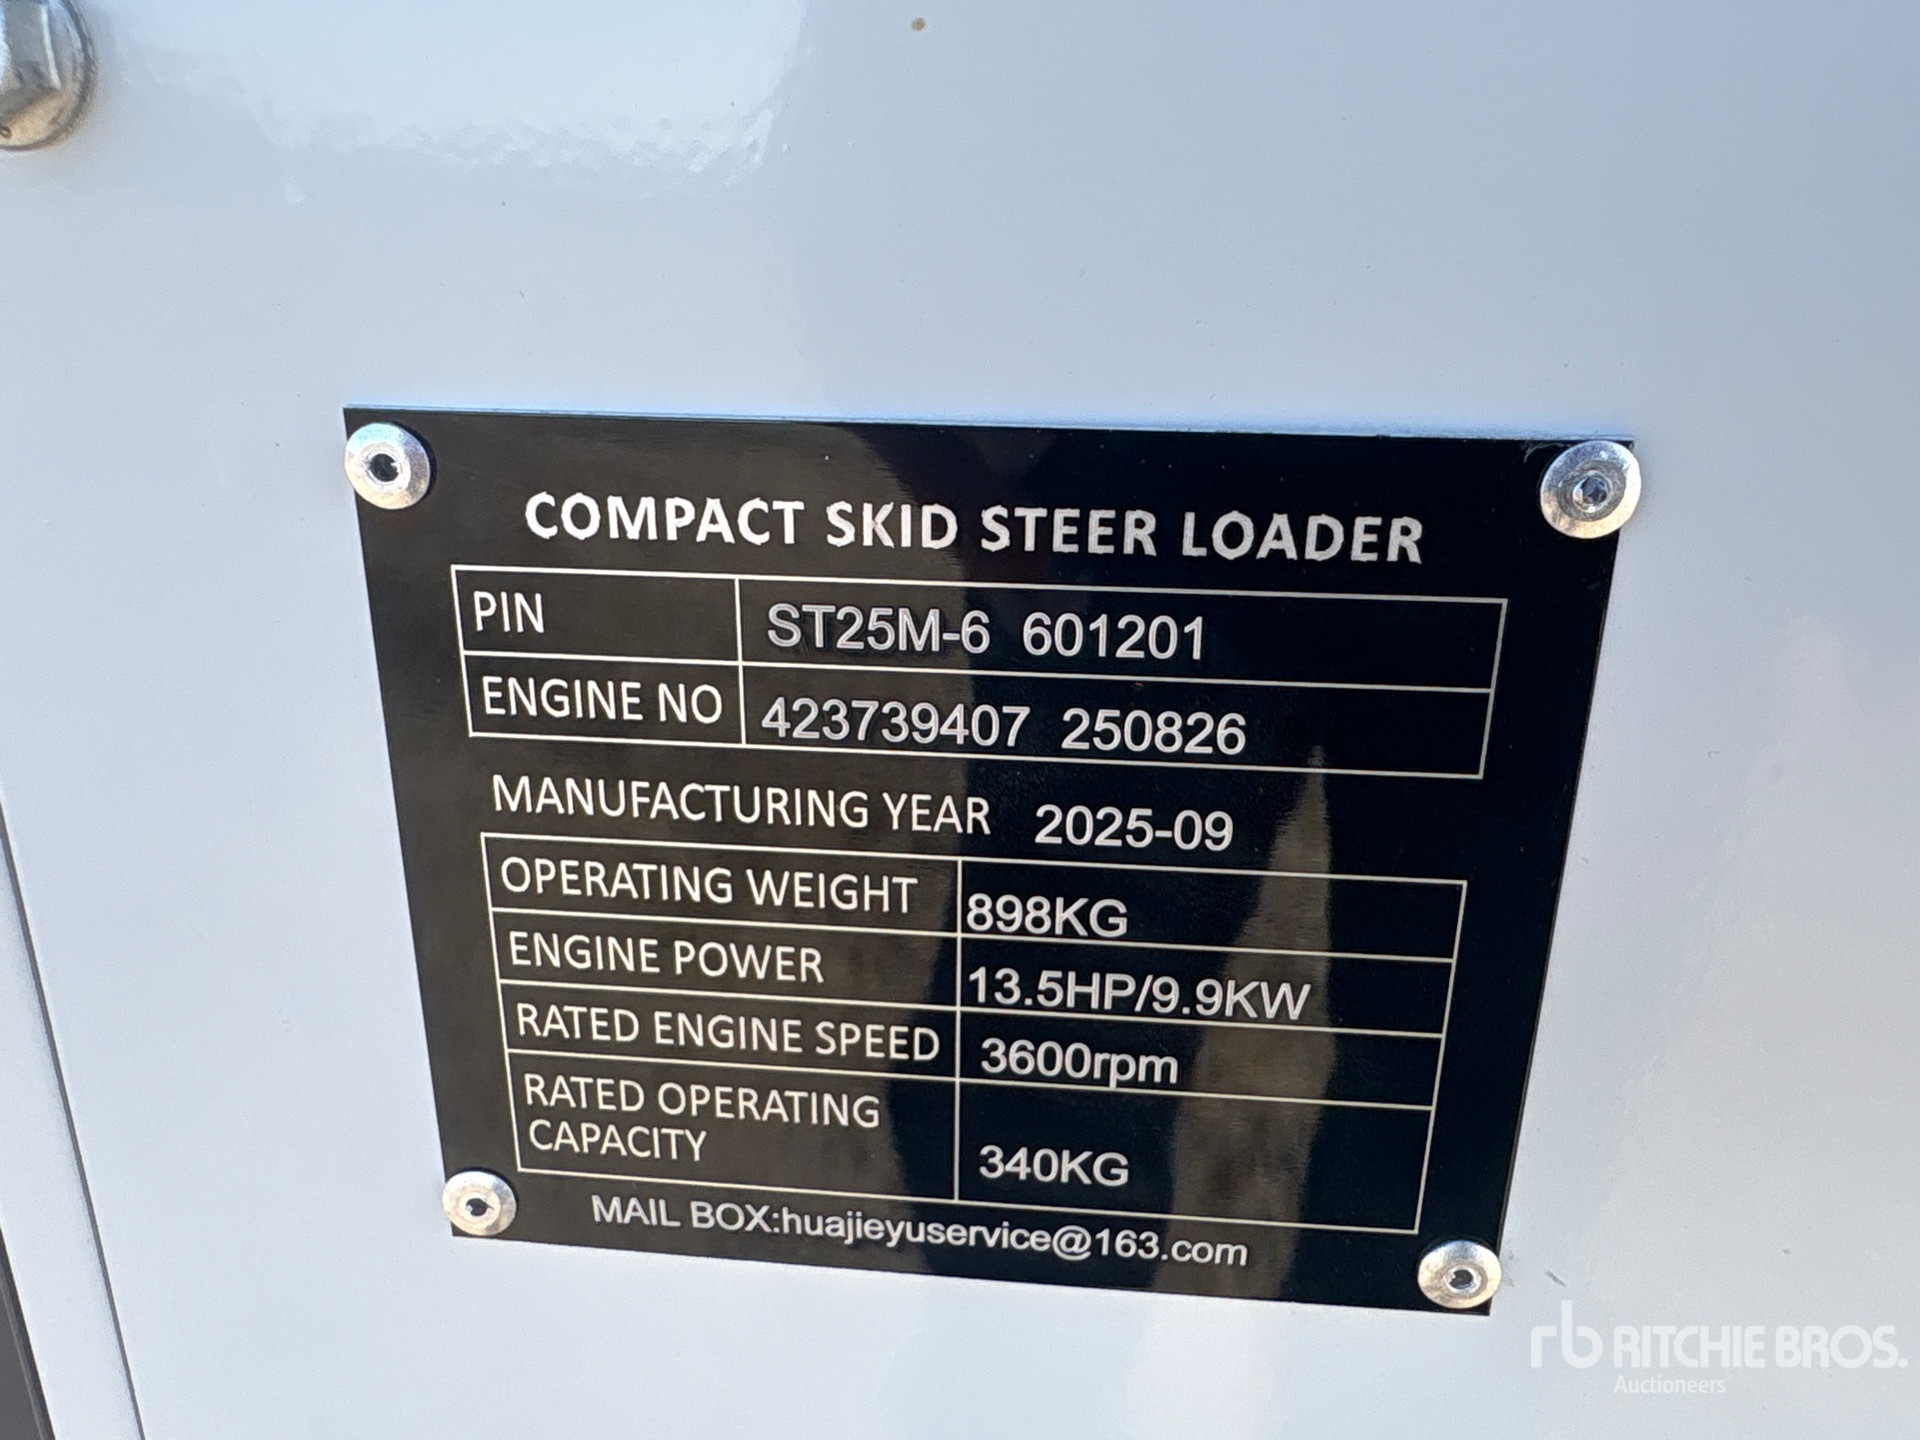 COMPACT SKID STEER LOADER
PIN ST25M-6 601201
ENGINE NO 423739407 250826
MANUFACTURING YEAR 2025-09
OPERATING WEIGHT 898KG
ENGINE POWER 13.5HP/9.9KW
RATED ENGINE SPEED 3600rpm
RATED OPERATING
CAPACITY 340KG
MAIL BOX:huajieyuservice@163.com
rb RITCHIE BROS.
Auctioneers